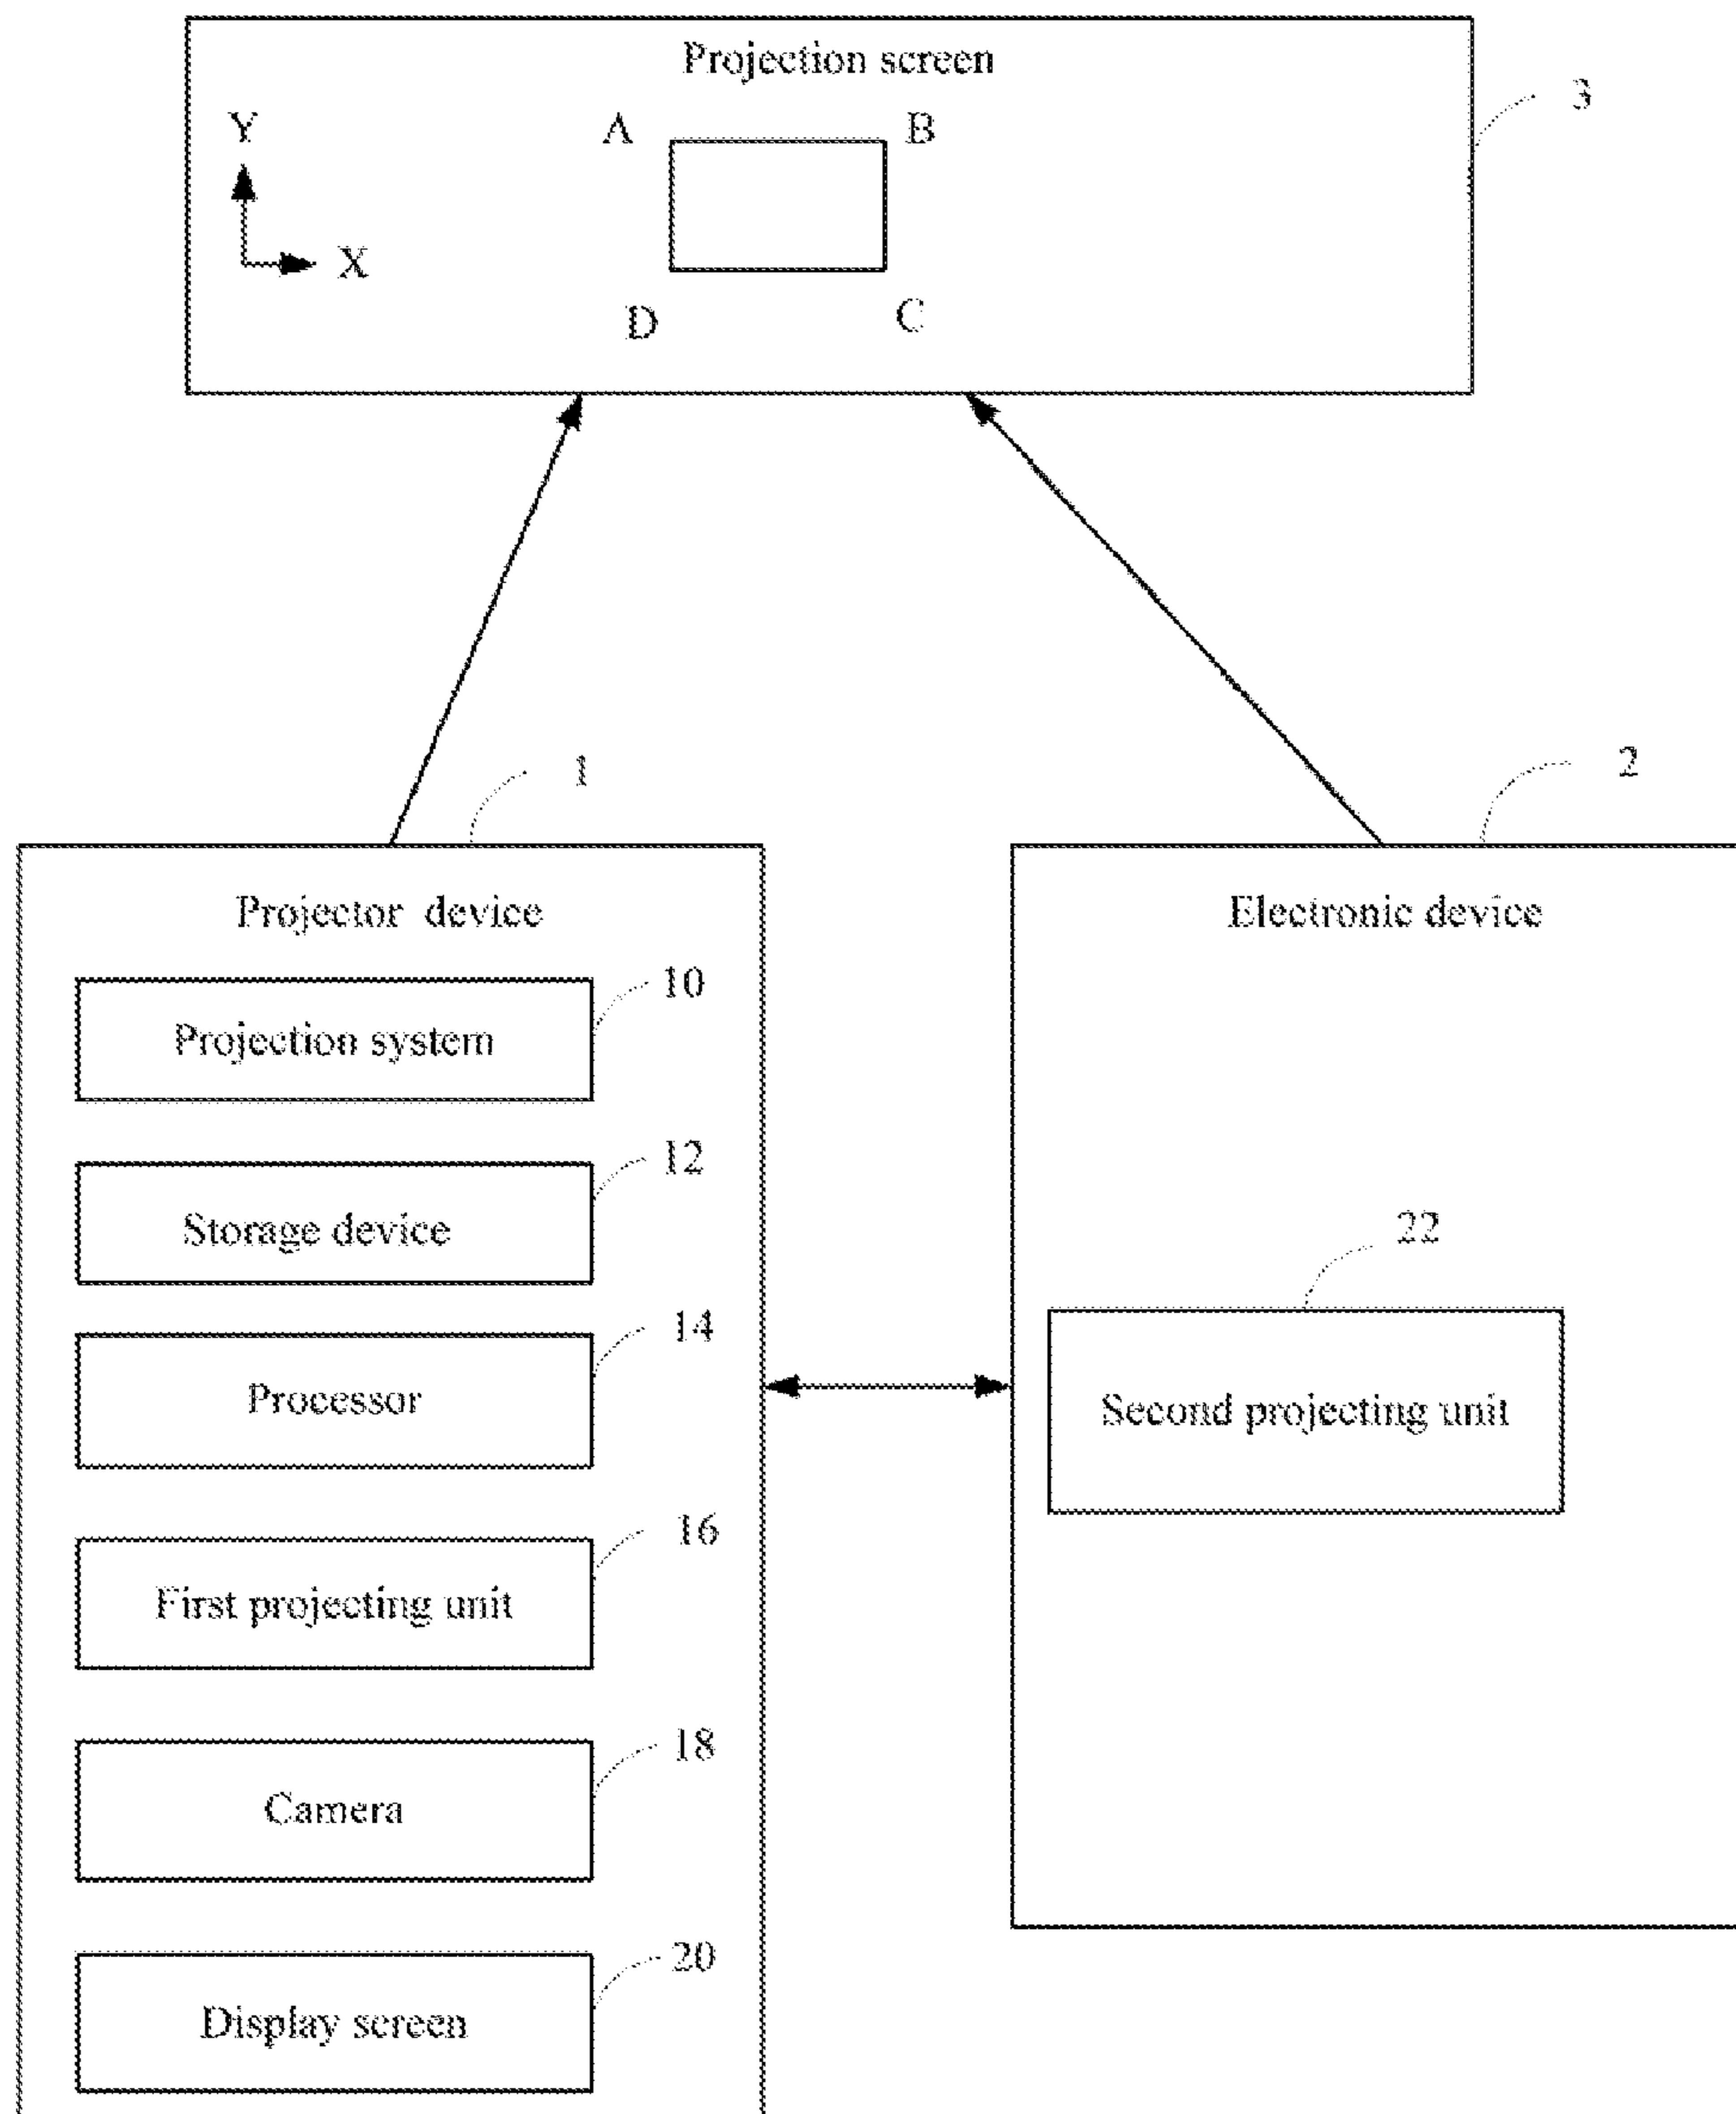 Projection screen
3
Y
A
B
X
D
C
1
2
Projector device
Electronic device
10
Projection system
12
Storage device
22
14
Processor
Second projecting unit
16
First projecting unit
18
Camera
20
Display screen